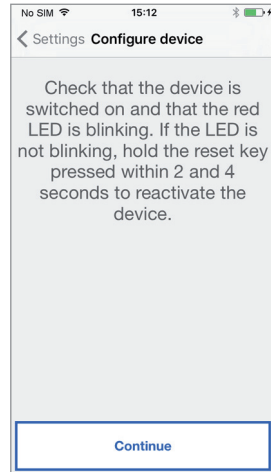 No SIM 15:12
Settings Configure device
Check that the device is
switched on and that the red
LED is blinking. If the LED is
not blinking, hold the reset key
pressed within 2 and 4
seconds to reactivate the
device.
Continue